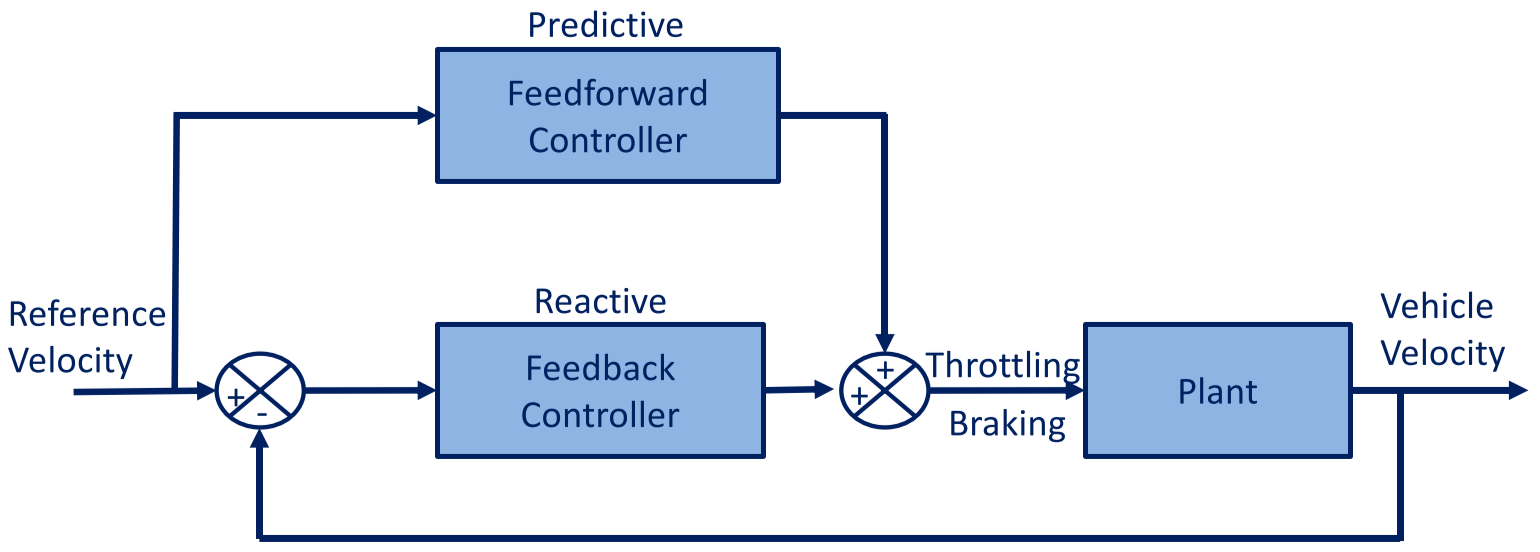 Predictive
Feedforward
Controller
Reference
Velocity
Reactive
Feedback
Controller
+
-
+
+
Throttling
Braking
Plant
Vehicle
Velocity